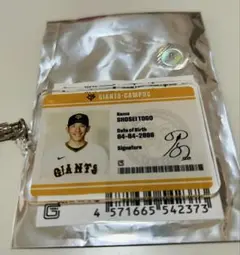 GIANTS-CAMPUS
Name
SHOSEI TOGO
Date of Birth
04-04-2000
Signature
GIANTS
G
4 571665 542373